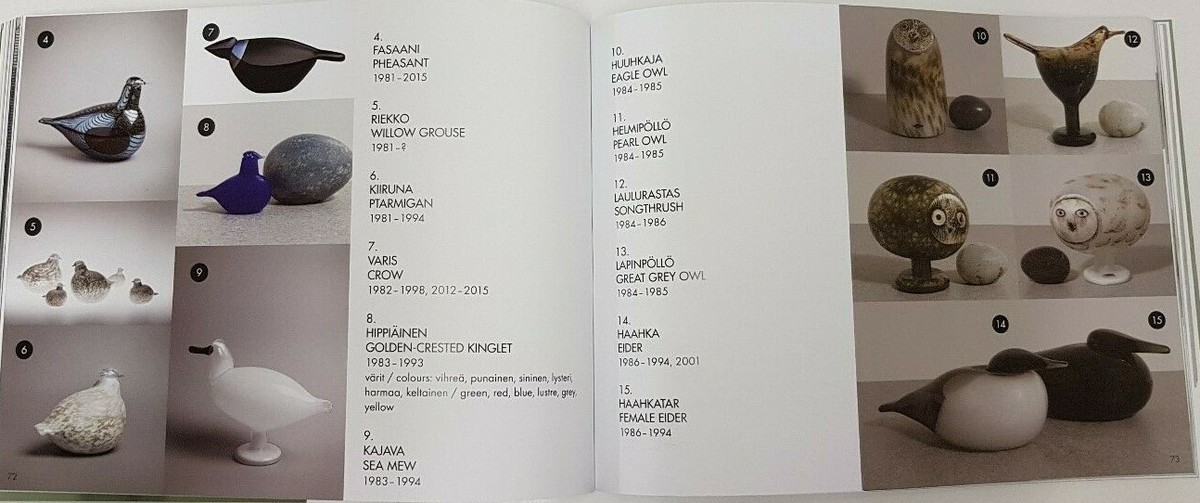 4
7
8
5
9
6
72
4.
FASAANI
PHEASANT
1981-2015
5.
RIEKKO
WILLOW GROUSE
1981-?
6.
KIIRUNA
PTARMIGAN
1981-1994
7.
VARIS
CROW
1982-1998, 2012-2015
8.
HIPPIÄINEN
GOLDEN-CRESTED KINGLET
1983-1993
värit / colours: vihreä, punainen, sininen, lysteri,
harmaa, keltainen / green, red, blue, lustre, grey,
yellow
9.
KAJAVA
SEA MEW
1983-1994
10.
HUUHKAJA
EAGLE OWL
1984-1985
11.
HELMIPÖLLÖ
PEARL OWL
1984-1985
12.
LAULURASTAS
SONGTHRUSH
1984-1986
13.
LAPINPÖLLÖ
GREAT GREY OWL
1984-1985
14.
HAAHKA
EIDER
1986-1994, 2001
15.
HAAHKATAR
FEMALE EIDER
1986-1994
10
12
11
13
14
15
73